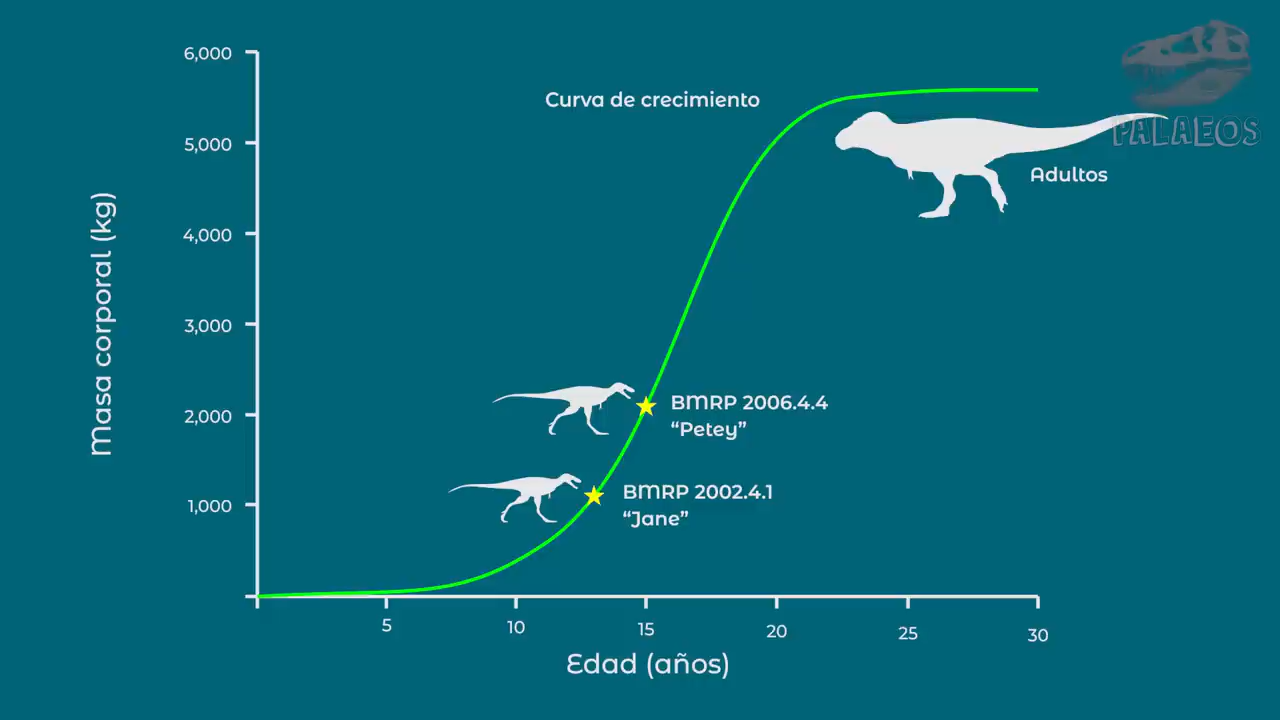 PALAEOS
Curva de crecimiento
Adultos
BMRP 2006.4.4
“Petey”
BMRP 2002.4.1
“Jane”
Masa corporal (kg)
6,000
5,000
4,000
3,000
2,000
1,000
5
10
15
20
25
30
Edad (años)